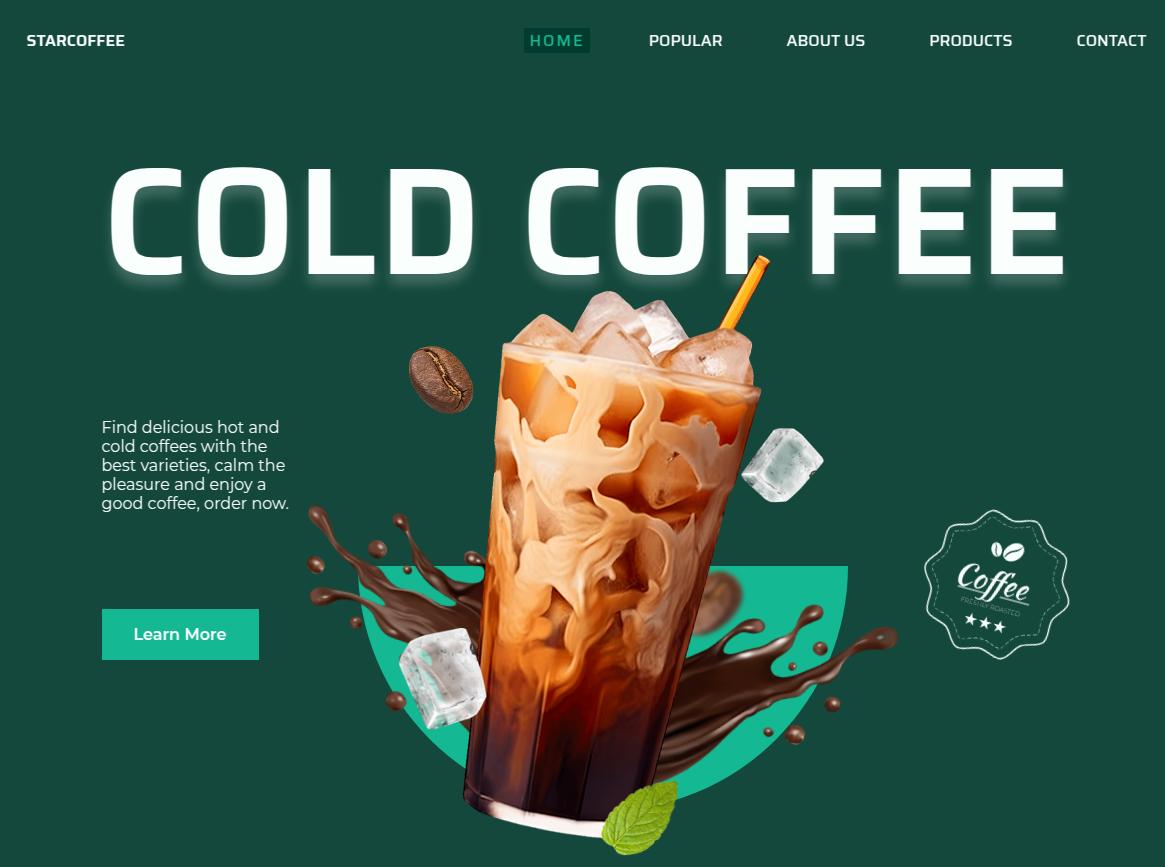 STARCOFFEE
HOME
POPULAR
ABOUT US
PRODUCTS
CONTACT
COLD COFFEE
Find delicious hot and
cold coffees with the
best varieties, calm the
pleasure and enjoy a
good coffee, order now.
Learn More
Coffee
FRESHLY ROASTED